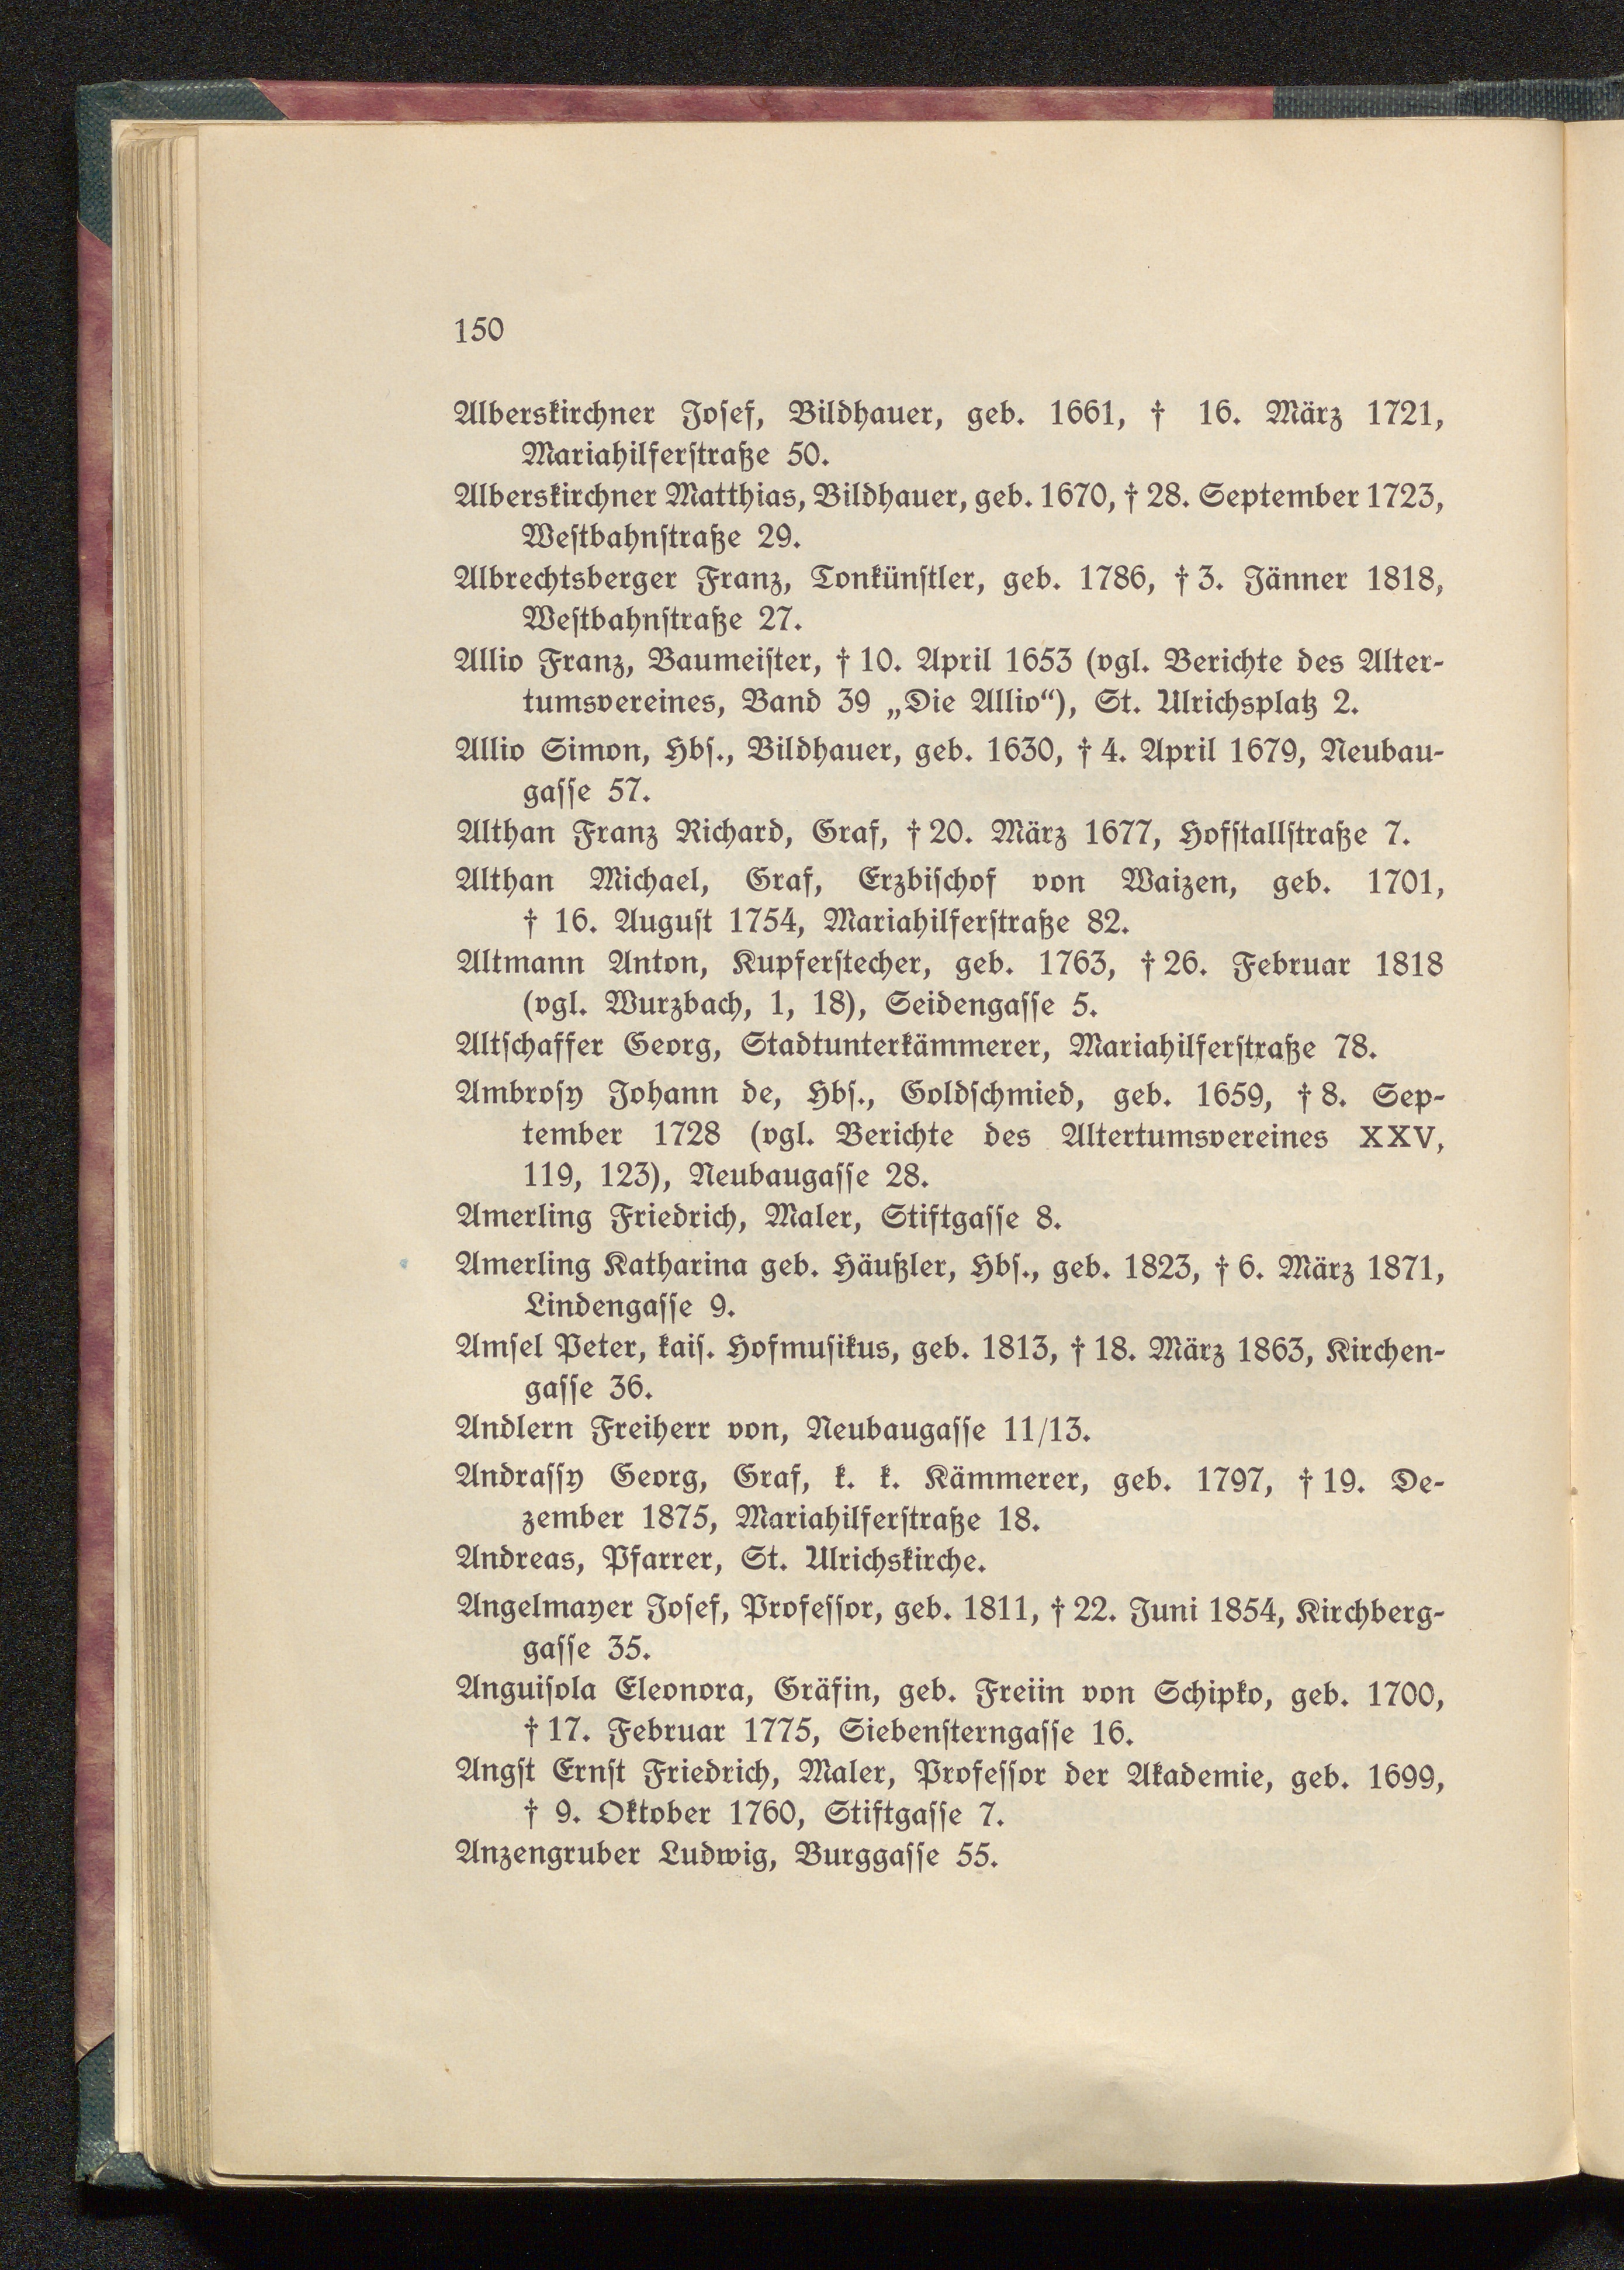 150
Alberskirchner Josef, Bildhauer, geb. 1661, † 16. März 1721,
Mariahilferstraße 50.
Alberskirchner Matthias, Bildhauer, geb. 1670, † 28. September 1723,
Westbahnstraße 29.
Albrechtsberger Franz, Tonkünstler, geb. 1786, † 3. Jänner 1818,
Westbahnstraße 27.
Allio Franz, Baumeister, † 10. April 1653 (vgl. Berichte des Alter-
tumsvereines, Band 39 „Die Allio“), St. Ulrichsplatz 2.
Allio Simon, Hbs., Bildhauer, geb. 1630, † 4. April 1679, Neubau-
gasse 57.
Althan Franz Richard, Graf, † 20. März 1677, Hofstallstraße 7.
Althan Michael, Graf, Erzbischof von Waizen, geb. 1701,
† 16. August 1754, Mariahilferstraße 82.
Altmann Anton, Kupferstecher, geb. 1763, † 26. Februar 1818
(vgl. Wurzbach, 1, 18), Seidengasse 5.
Altschaffer Georg, Stadtunterkämmerer, Mariahilferstraße 78.
Ambrosy Johann de, Hbs., Goldschmied, geb. 1659, † 8. Sep-
tember 1728 (vgl. Berichte des Altertumsvereines XXV,
119, 123), Neubaugasse 28.
Amerling Friedrich, Maler, Stiftgasse 8.
Amerling Katharina geb. Häußler, Hbs., geb. 1823, † 6. März 1871,
Lindengasse 9.
Amsel Peter, kais. Hofmusikus, geb. 1813, † 18. März 1863, Kirchen-
gasse 36.
Andlern Freiherr von, Neubaugasse 11/13.
Andrassy Georg, Graf, k. k. Kämmerer, geb. 1797, † 19. De-
zember 1875, Mariahilferstraße 18.
Andreas, Pfarrer, St. Ulrichskirche.
Angelmayer Josef, Professor, geb. 1811, † 22. Juni 1854, Kirchberg-
gasse 35.
Anguisola Eleonora, Gräfin, geb. Freiin von Schipko, geb. 1700,
† 17. Februar 1775, Siebensterngasse 16.
Angst Ernst Friedrich, Maler, Professor der Akademie, geb. 1699,
† 9. Oktober 1760, Stiftgasse 7.
Anzengruber Ludwig, Burggasse 55.